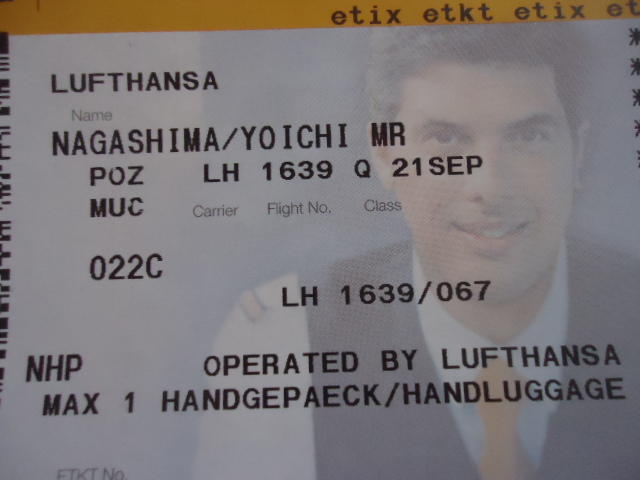 etix etkt etix et
LUFTHANSA
Name
NAGASHIMA/YOICHI MR
POZ LH 1639 Q 21SEP
MUC Carrier Flight No. Class
022C
LH 1639/067
NHP OPERATED BY LUFTHANSA
MAX 1 HANDGEPAECK/HANDLUGGAGE
ETKT No.